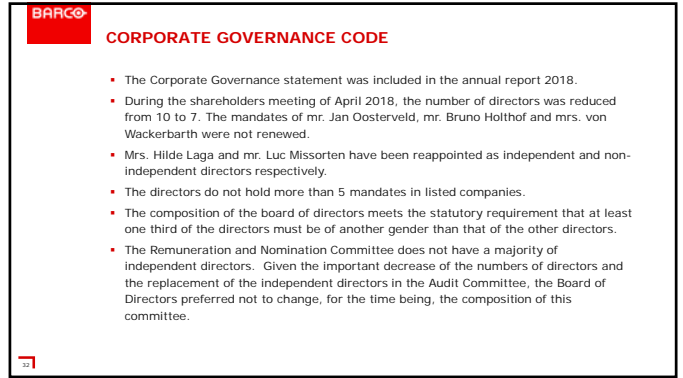 BARCO
CORPORATE GOVERNANCE CODE
▪ The Corporate Governance statement was included in the annual report 2018.
▪ During the shareholders meeting of April 2018, the number of directors was reduced
from 10 to 7. The mandates of mr. Jan Oosterveld, mr. Bruno Holthof and mrs. von
Wackerbarth were not renewed.
▪ Mrs. Hilde Laga and mr. Luc Missorten have been reappointed as independent and non-
independent directors respectively.
▪ The directors do not hold more than 5 mandates in listed companies.
▪ The composition of the board of directors meets the statutory requirement that at least
one third of the directors must be of another gender than that of the other directors.
▪ The Remuneration and Nomination Committee does not have a majority of
independent directors. Given the important decrease of the numbers of directors and
the replacement of the independent directors in the Audit Committee, the Board of
Directors preferred not to change, for the time being, the composition of this
committee.
32